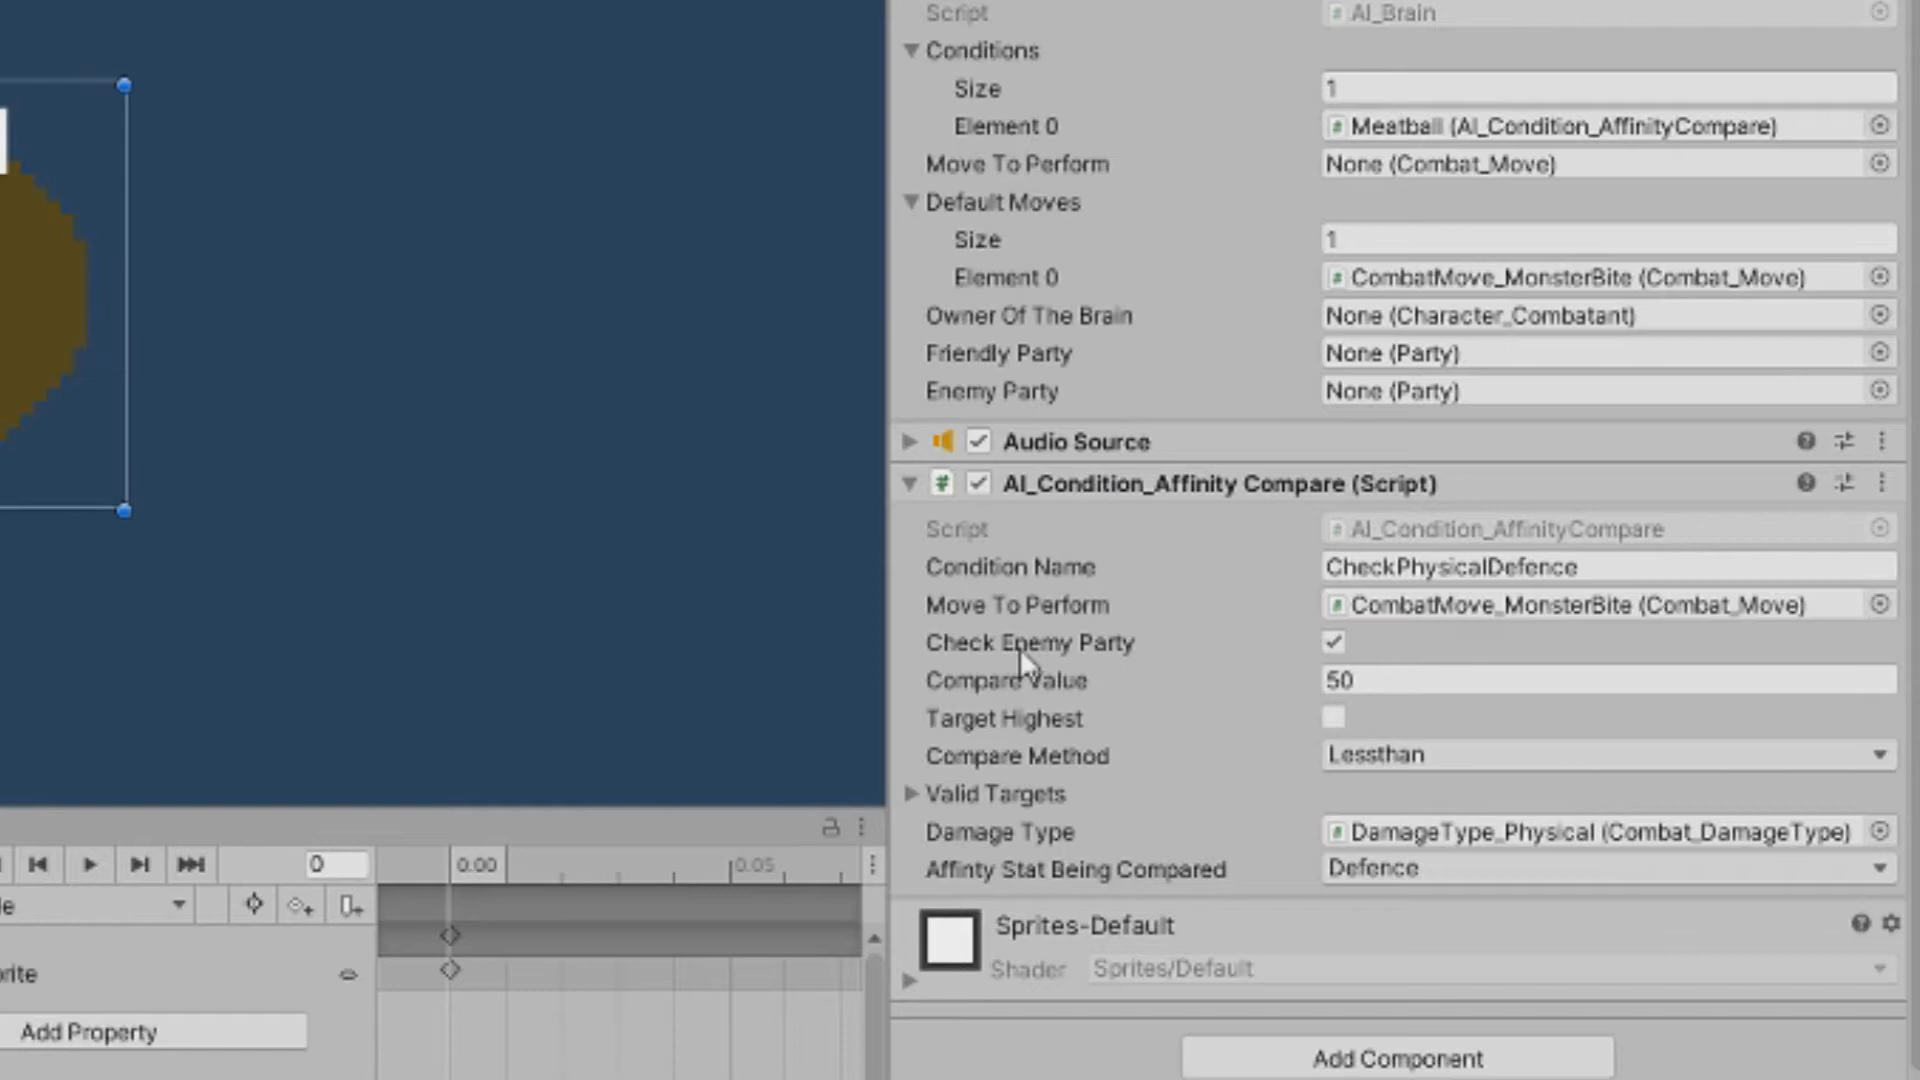 Script AI_Brain
Conditions
Size 1
Element 0 Meatball (AI_Condition_AffinityCompare)
Move To Perform None (Combat_Move)
Default Moves
Size 1
Element 0 CombatMove_MonsterBite (Combat_Move)
Owner Of The Brain None (Character_Combatant)
Friendly Party None (Party)
Enemy Party None (Party)
Audio Source
AI_Condition_Affinity Compare (Script)
Script AI_Condition_AffinityCompare
Condition Name CheckPhysicalDefence
Move To Perform CombatMove_MonsterBite (Combat_Move)
Check Enemy Party
Compare Value 50
Target Highest
Compare Method Lessthan
Valid Targets
Damage Type DamageType_Physical (Combat_DamageType)
Affinty Stat Being Compared Defence
Sprites-Default
Shader Sprites/Default
Add Component
0 0.00 0.05
le
rite
Add Property